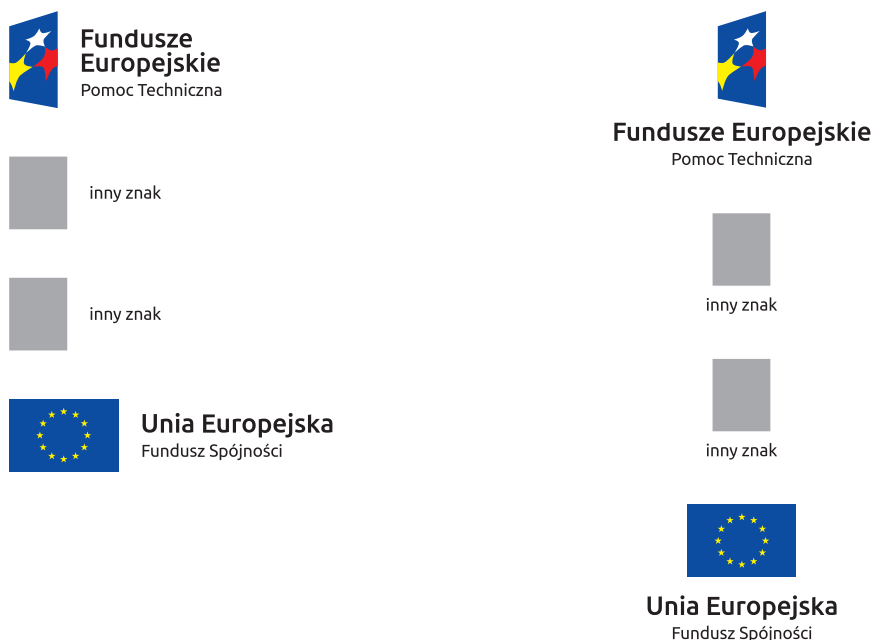 Fundusze
Europejskie
Pomoc Techniczna
inny znak
inny znak
Unia Europejska
Fundusz Spójności
Fundusze Europejskie
Pomoc Techniczna
inny znak
inny znak
Unia Europejska
Fundusz Spójności